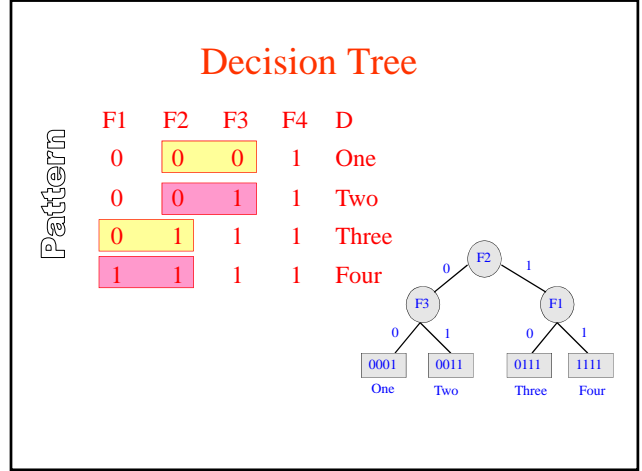 Decision Tree
Pattern
F1 F2 F3 F4 D
0 0 0 1 One
0 0 1 1 Two
0 1 1 1 Three
1 1 1 1 Four
F2
0 1
F3 F1
0 1 0 1
0001 0011 0111 1111
One Two Three Four